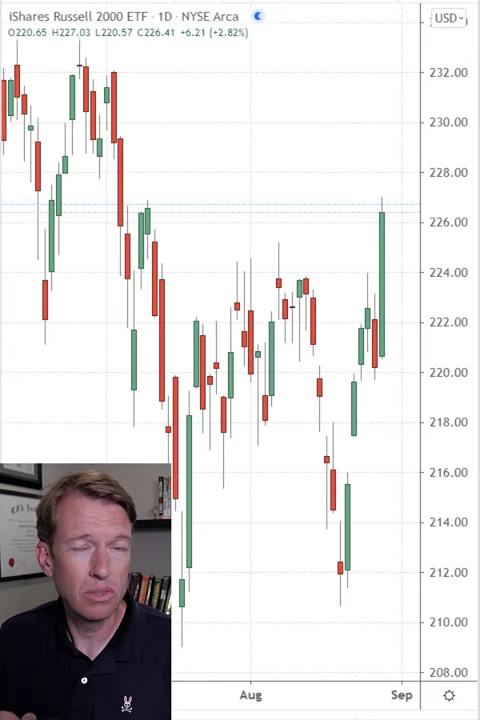 iShares Russell 2000 ETF · 1D · NYSE Arca
USD
O220.65 H227.03 L220.57 C226.41 +6.21 (+2.82%)
232.00
230.00
228.00
226.00
224.00
222.00
220.00
218.00
216.00
214.00
212.00
210.00
208.00
Aug
Sep